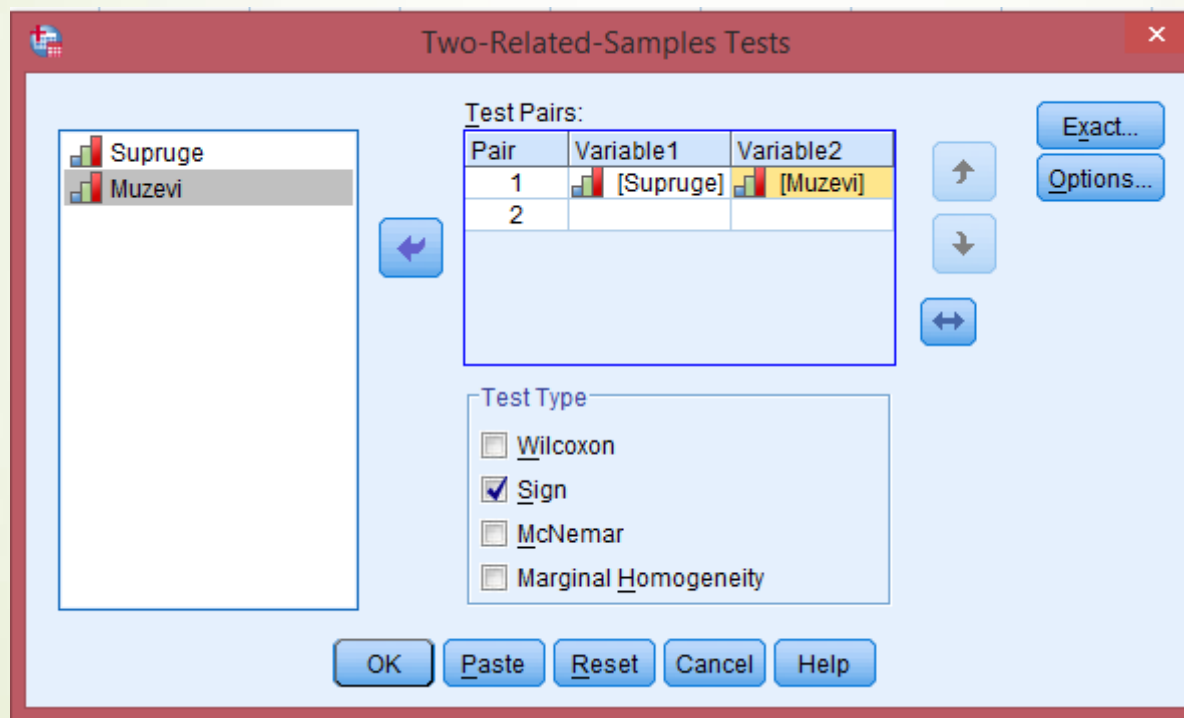 Two-Related-Samples Tests
Supruge
Muzevi
Test Pairs:
Pair Variable1 Variable2
1 [Supruge] [Muzevi]
2
Exact...
Options...
Test Type
Wilcoxon
Sign
McNemar
Marginal Homogeneity
OK Paste Reset Cancel Help